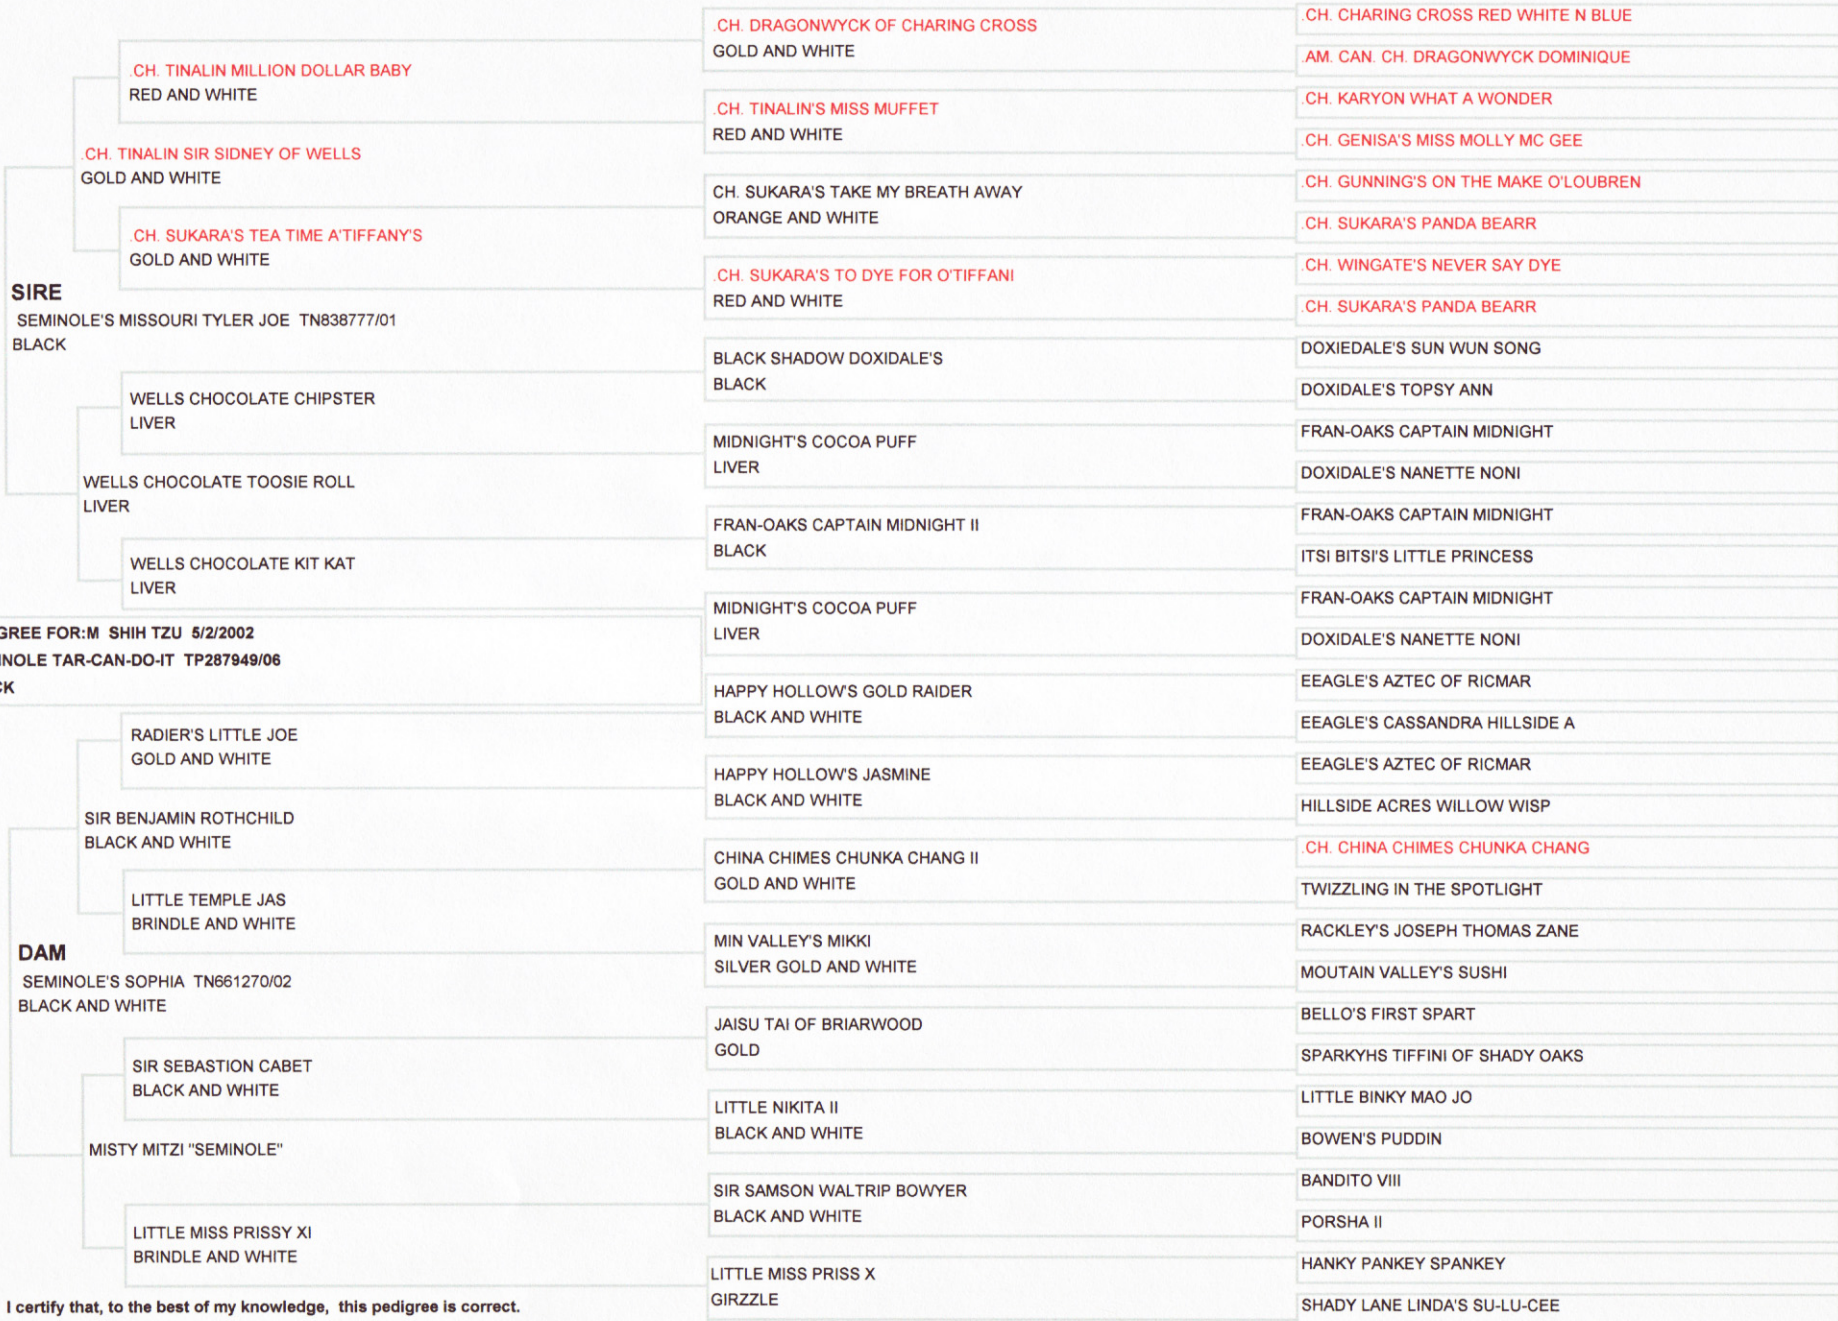 .CH. TINALIN MILLION DOLLAR BABY
RED AND WHITE
.CH. TINALIN SIR SIDNEY OF WELLS
GOLD AND WHITE
.CH. SUKARA'S TEA TIME A'TIFFANY'S
GOLD AND WHITE
SIRE
SEMINOLE'S MISSOURI TYLER JOE TN838777/01
BLACK
WELLS CHOCOLATE CHIPSTER
LIVER
WELLS CHOCOLATE TOOSIE ROLL
LIVER
WELLS CHOCOLATE KIT KAT
LIVER
GREE FOR:M SHIH TZU 5/2/2002
INOLE TAR-CAN-DO-IT TP287949/06
CK
RADIER'S LITTLE JOE
GOLD AND WHITE
SIR BENJAMIN ROTHCHILD
BLACK AND WHITE
LITTLE TEMPLE JAS
BRINDLE AND WHITE
DAM
SEMINOLE'S SOPHIA TN661270/02
BLACK AND WHITE
SIR SEBASTION CABET
BLACK AND WHITE
MISTY MITZI "SEMINOLE"
LITTLE MISS PRISSY XI
BRINDLE AND WHITE
I certify that, to the best of my knowledge, this pedigree is correct.
.CH. DRAGONWYCK OF CHARING CROSS
GOLD AND WHITE
.CH. TINALIN'S MISS MUFFET
RED AND WHITE
CH. SUKARA'S TAKE MY BREATH AWAY
ORANGE AND WHITE
.CH. SUKARA'S TO DYE FOR O'TIFFANI
RED AND WHITE
BLACK SHADOW DOXIDALE'S
BLACK
MIDNIGHT'S COCOA PUFF
LIVER
FRAN-OAKS CAPTAIN MIDNIGHT II
BLACK
MIDNIGHT'S COCOA PUFF
LIVER
HAPPY HOLLOW'S GOLD RAIDER
BLACK AND WHITE
HAPPY HOLLOW'S JASMINE
BLACK AND WHITE
CHINA CHIMES CHUNKA CHANG II
GOLD AND WHITE
MIN VALLEY'S MIKKI
SILVER GOLD AND WHITE
JAISU TAI OF BRIARWOOD
GOLD
LITTLE NIKITA II
BLACK AND WHITE
SIR SAMSON WALTRIP BOWYER
BLACK AND WHITE
LITTLE MISS PRISS X
GIRZZLE
.CH. CHARING CROSS RED WHITE N BLUE
.AM. CAN. CH. DRAGONWYCK DOMINIQUE
.CH. KARYON WHAT A WONDER
.CH. GENISA'S MISS MOLLY MC GEE
.CH. GUNNING'S ON THE MAKE O'LOUBREN
.CH. SUKARA'S PANDA BEARR
.CH. WINGATE'S NEVER SAY DYE
.CH. SUKARA'S PANDA BEARR
DOXIEDALE'S SUN WUN SONG
DOXIDALE'S TOPSY ANN
FRAN-OAKS CAPTAIN MIDNIGHT
DOXIDALE'S NANETTE NONI
FRAN-OAKS CAPTAIN MIDNIGHT
ITSI BITSI'S LITTLE PRINCESS
FRAN-OAKS CAPTAIN MIDNIGHT
DOXIDALE'S NANETTE NONI
EEAGLE'S AZTEC OF RICMAR
EEAGLE'S CASSANDRA HILLSIDE A
EEAGLE'S AZTEC OF RICMAR
HILLSIDE ACRES WILLOW WISP
.CH. CHINA CHIMES CHUNKA CHANG
TWIZZLING IN THE SPOTLIGHT
RACKLEY'S JOSEPH THOMAS ZANE
MOUTAIN VALLEY'S SUSHI
BELLO'S FIRST SPART
SPARKYHS TIFFINI OF SHADY OAKS
LITTLE BINKY MAO JO
BOWEN'S PUDDIN
BANDITO VIII
PORSHA II
HANKY PANKEY SPANKEY
SHADY LANE LINDA'S SU-LU-CEE